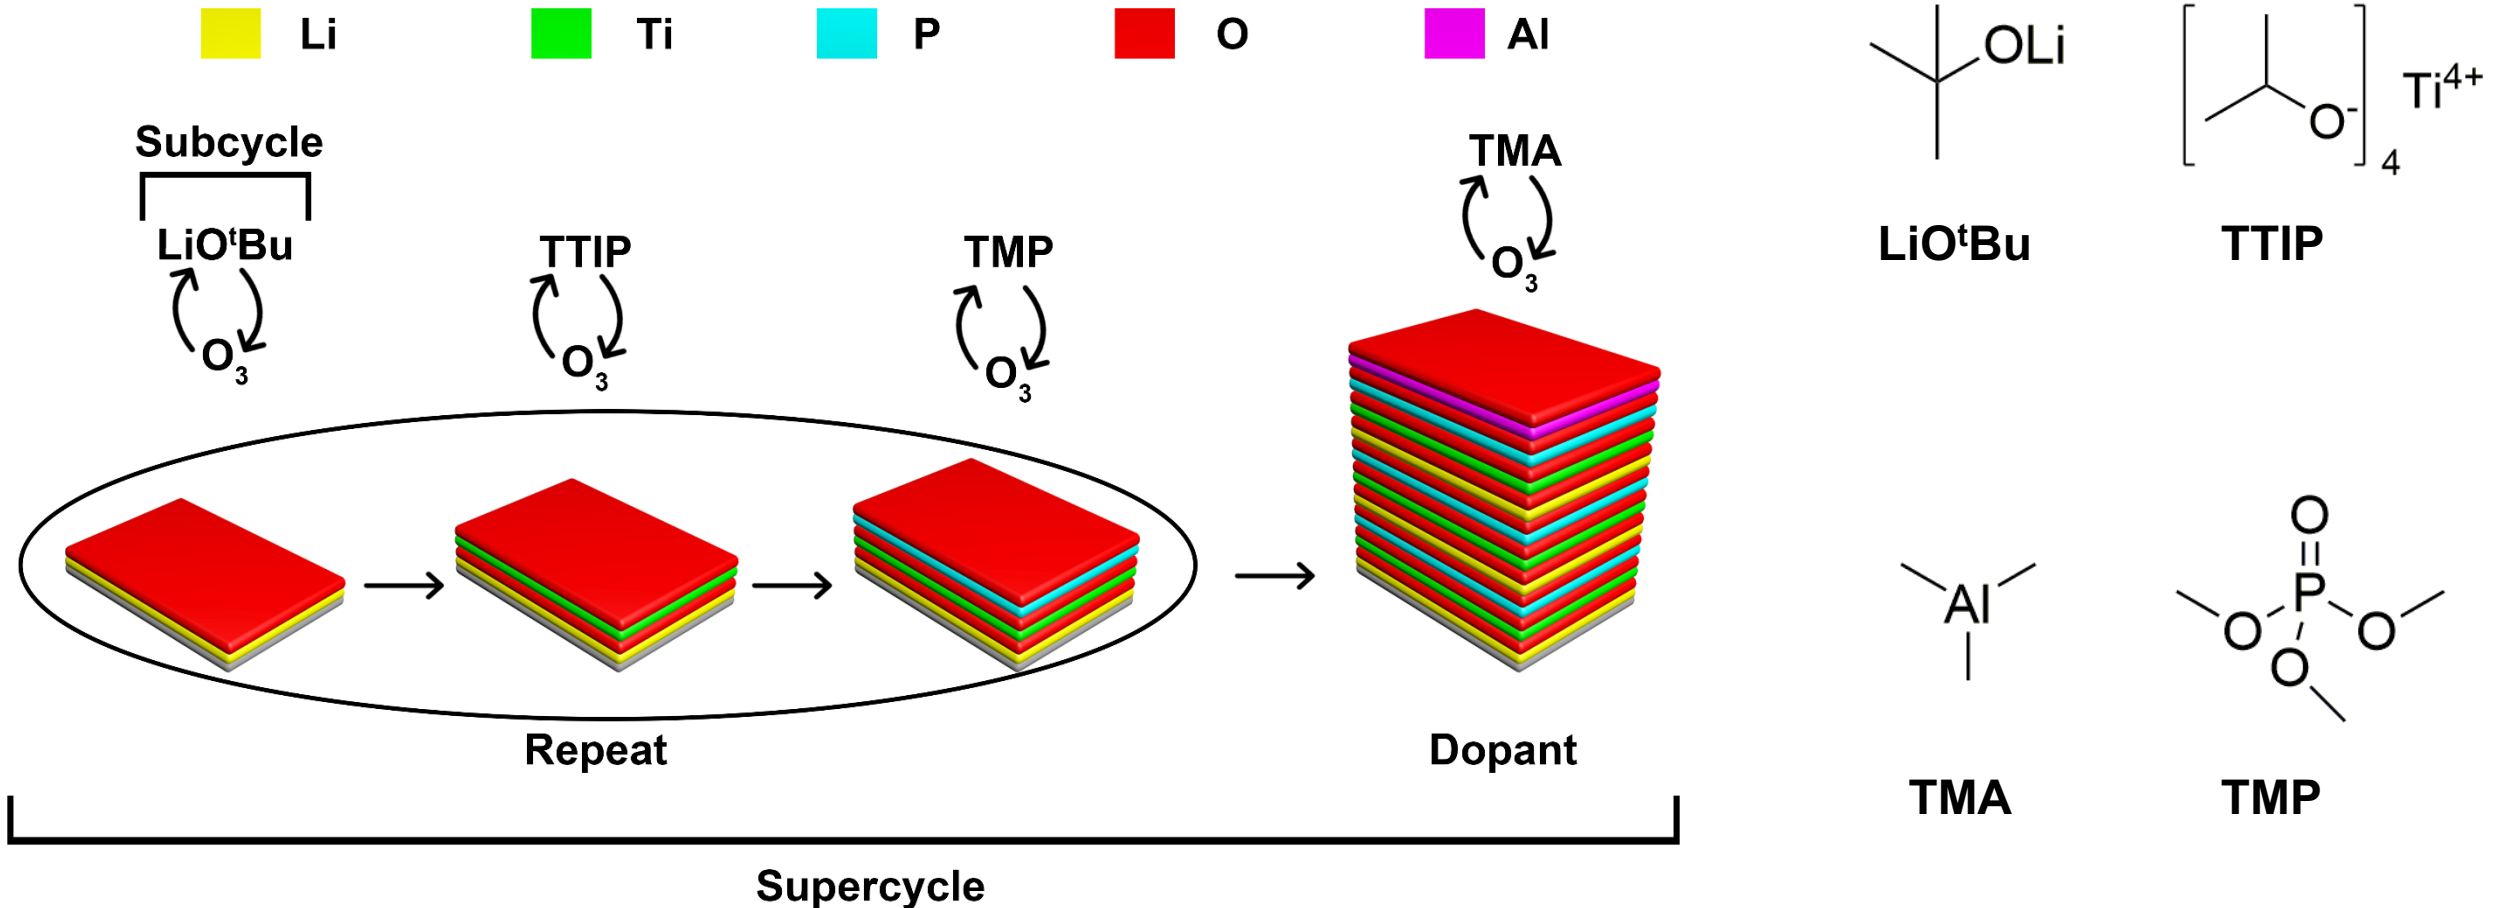 Li Ti P O Al
Subcycle
LiOᵗBu
O₃
TTIP
O₃
TMP
O₃
TMA
O₃
Repeat
Dopant
Supercycle
OLi
LiOᵗBu
O⁻
4
Ti⁴⁺
TTIP
Al
TMA
O
P
O
O
O
TMP